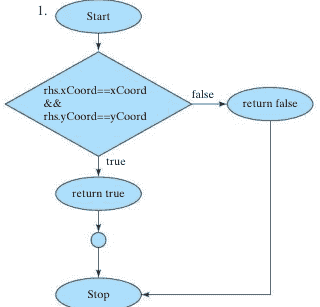 1.
Start
rhs.xCoord==xCoord
&&
rhs.yCoord==yCoord
false
return false
true
return true
Stop